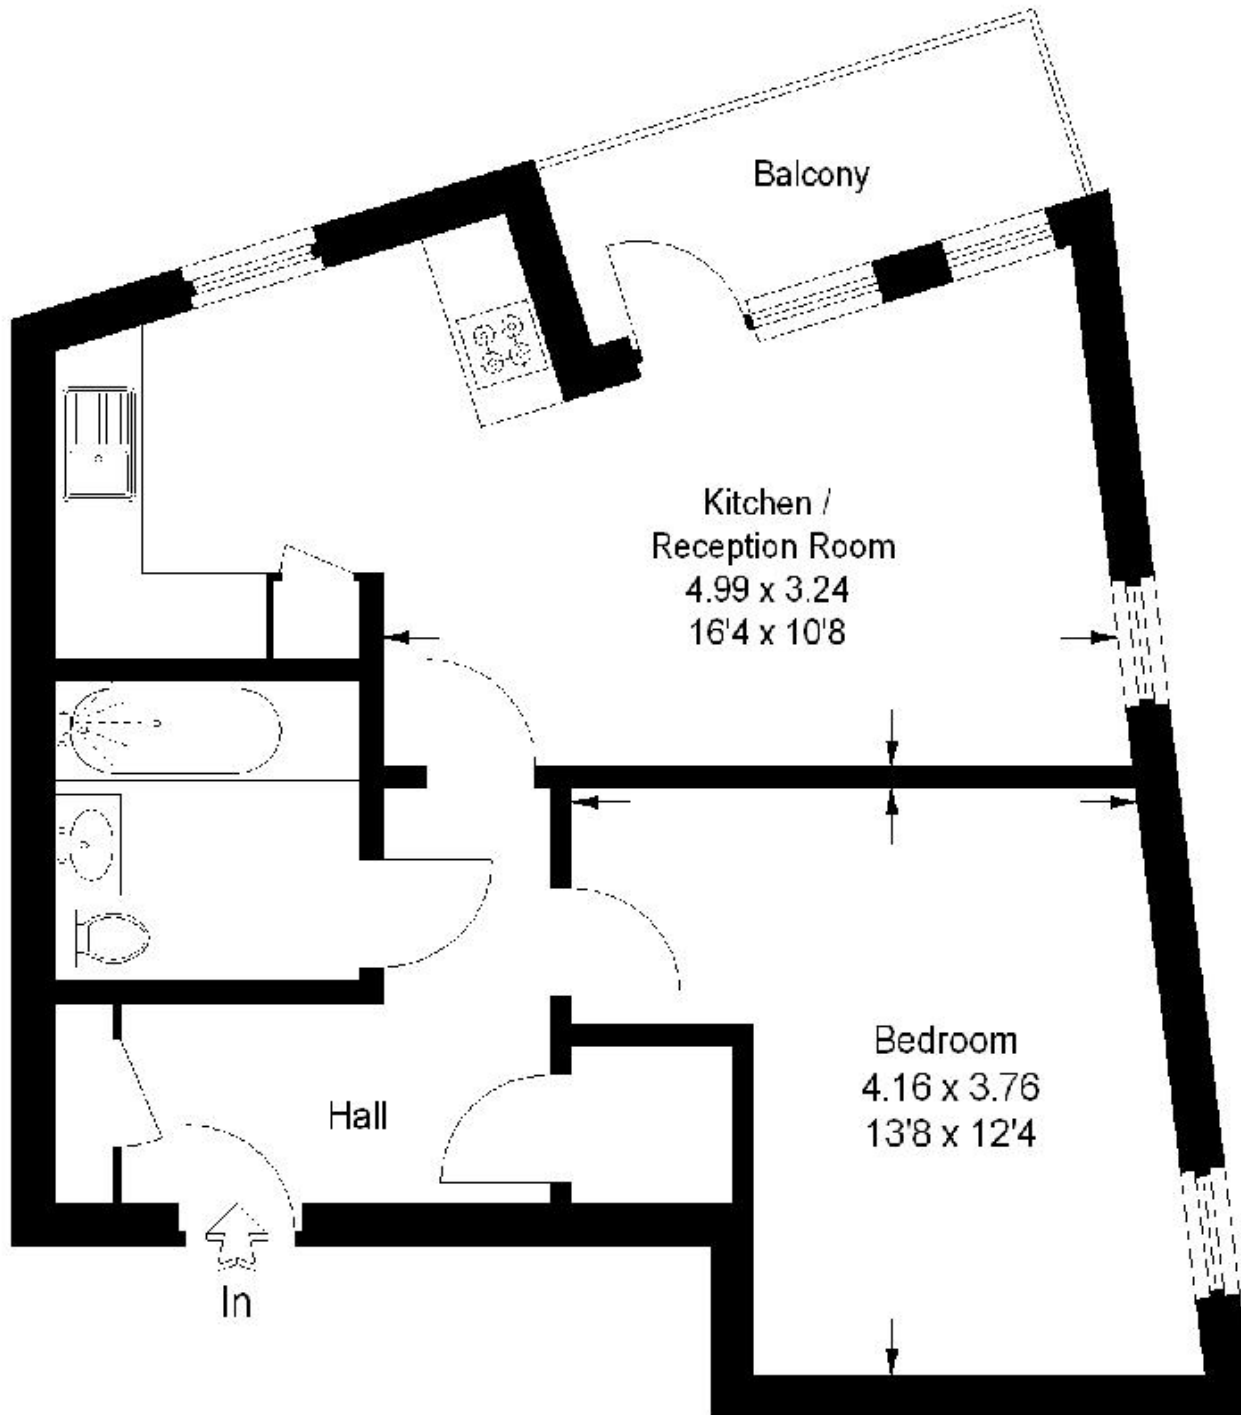 Balcony
Kitchen /
Reception Room
4.99 x 3.24
16'4 x 10'8
Bedroom
4.16 x 3.76
13'8 x 12'4
Hall
In